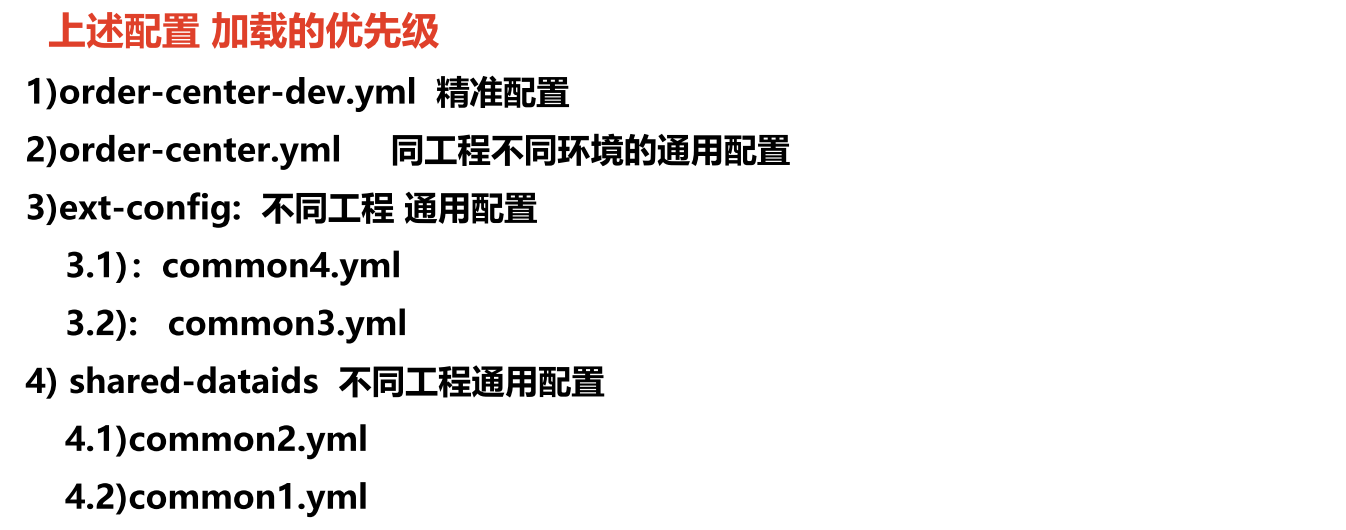 上述配置 加载的优先级
1)order-center-dev.yml 精准配置
2)order-center.yml 同工程不同环境的通用配置
3)ext-config: 不同工程 通用配置
3.1)：common4.yml
3.2): common3.yml
4) shared-dataids 不同工程通用配置
4.1)common2.yml
4.2)common1.yml